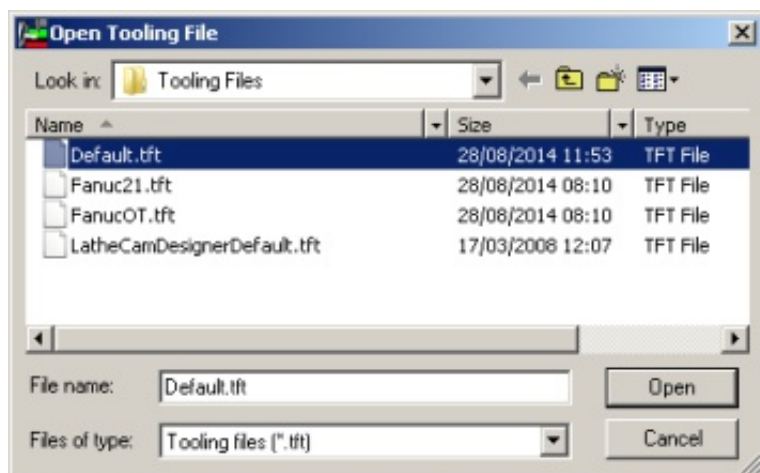 Open Tooling File
Look in: Tooling Files
Name Size Type
Default.tft 28/08/2014 11:53 TFT File
Fanuc21.tft 28/08/2014 08:10 TFT File
FanucOT.tft 28/08/2014 08:10 TFT File
LatheCamDesignerDefault.tft 17/03/2008 12:07 TFT File
File name: Default.tft Open
Files of type: Tooling files (*.tft) Cancel